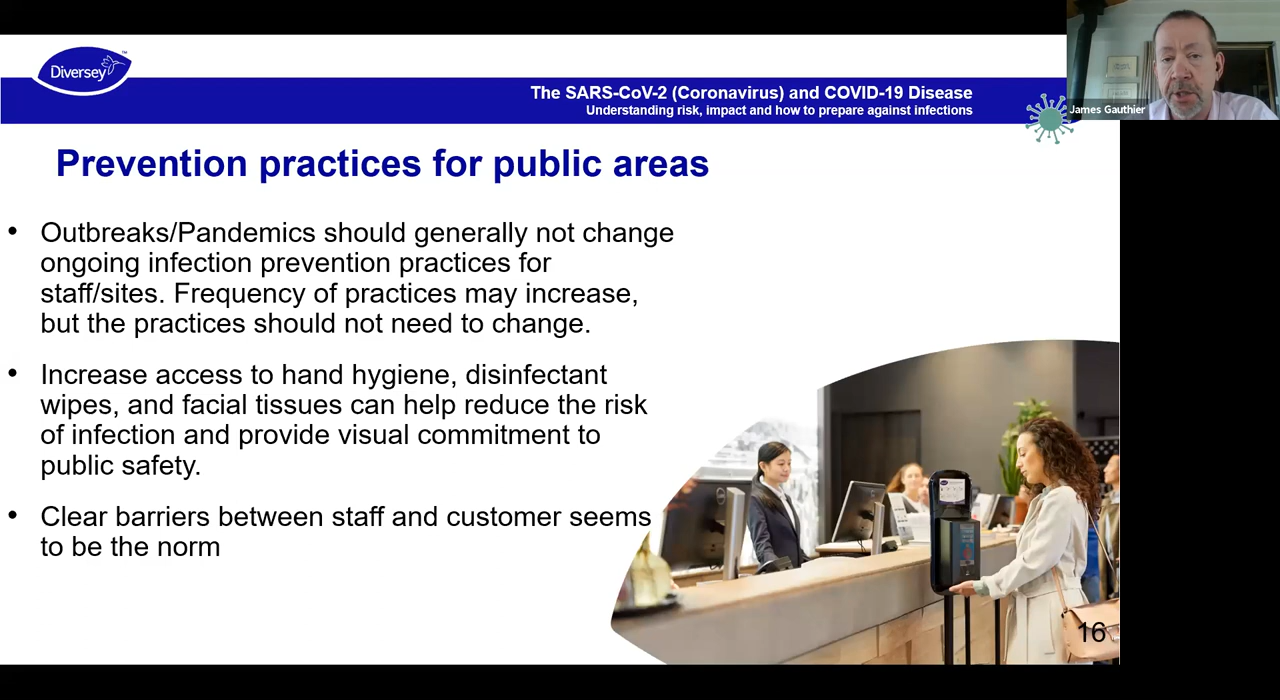 Diversey™
The SARS-CoV-2 (Coronavirus) and COVID-19 Disease
Understanding risk, impact and how to prepare against infections
James Gauthier
Prevention practices for public areas
• Outbreaks/Pandemics should generally not change
ongoing infection prevention practices for
staff/sites. Frequency of practices may increase,
but the practices should not need to change.
• Increase access to hand hygiene, disinfectant
wipes, and facial tissues can help reduce the risk
of infection and provide visual commitment to
public safety.
• Clear barriers between staff and customer seems
to be the norm
16